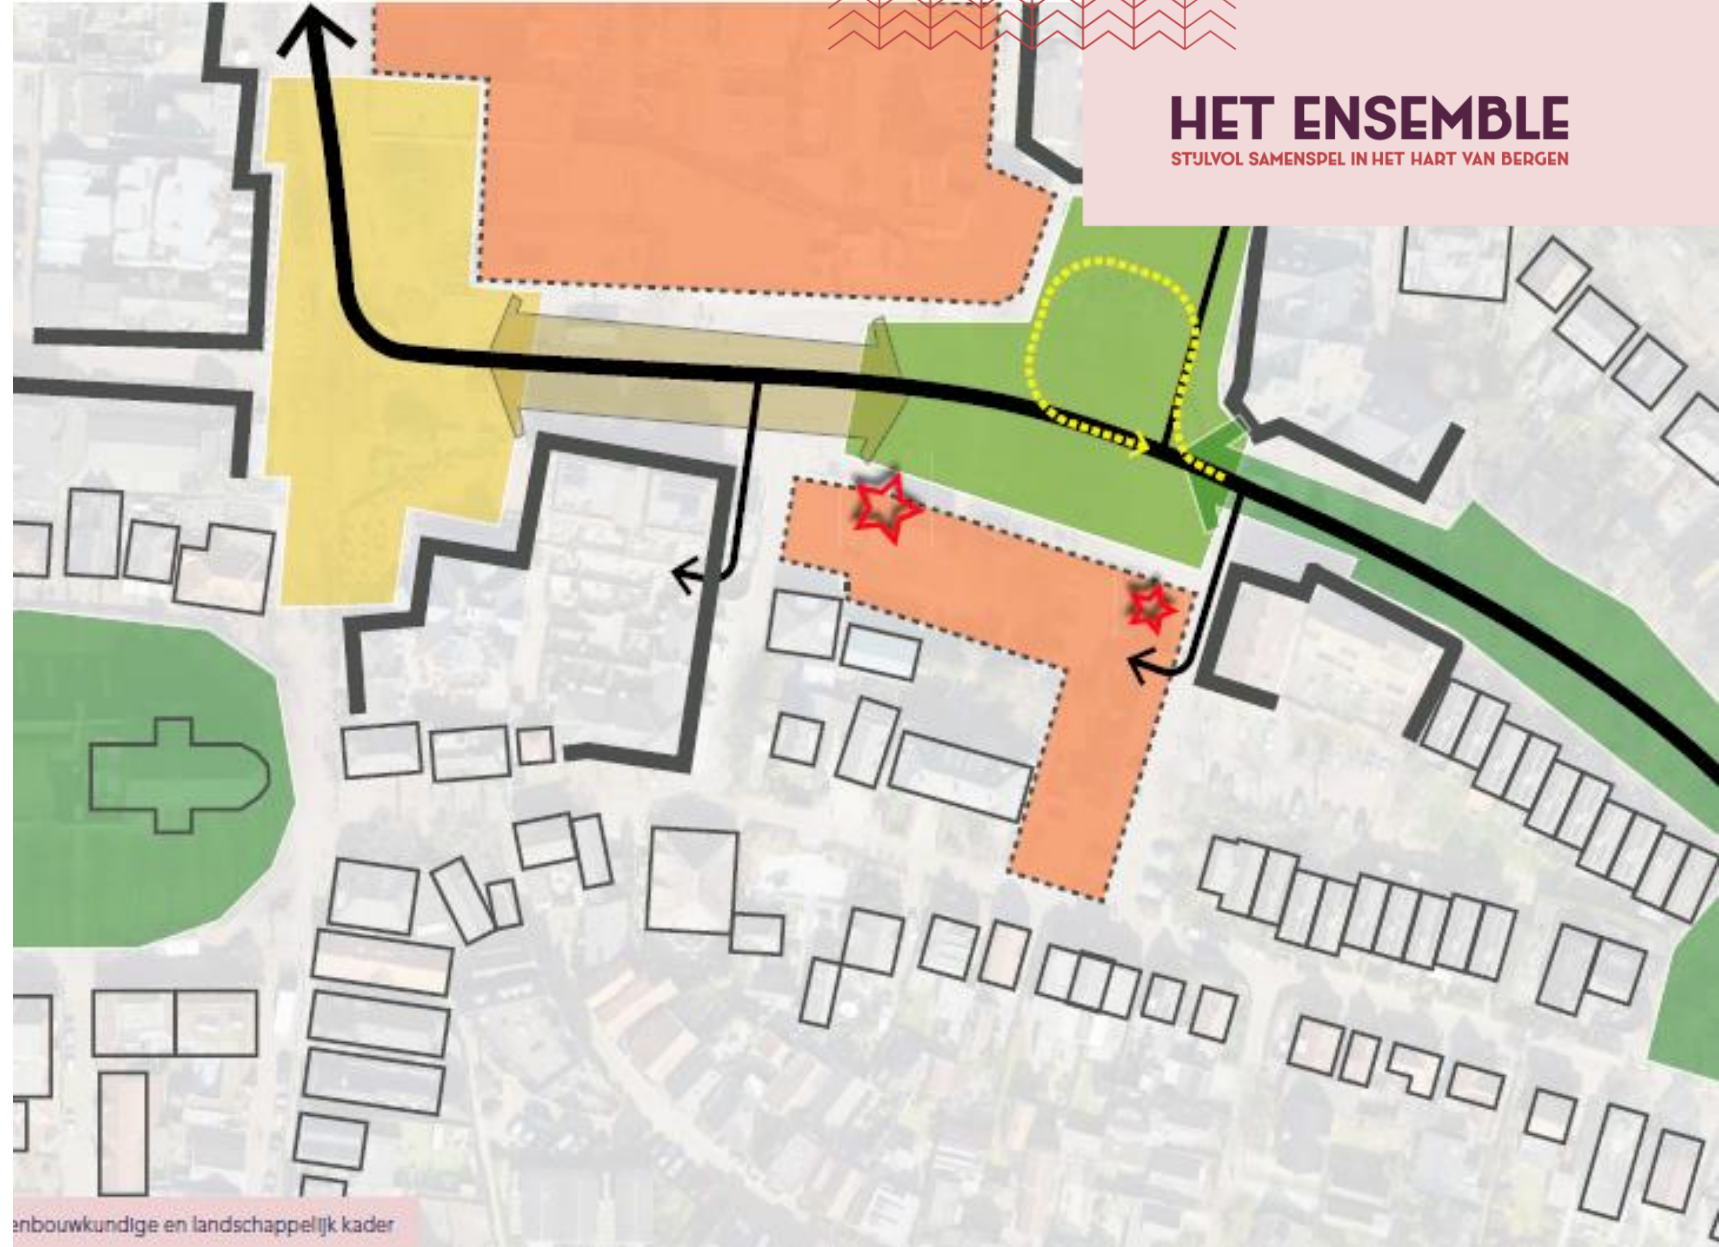 HET ENSEMBLE
STIJLVOL SAMENSPEL IN HET HART VAN BERGEN
enbouwkundige en landschappelijk kader